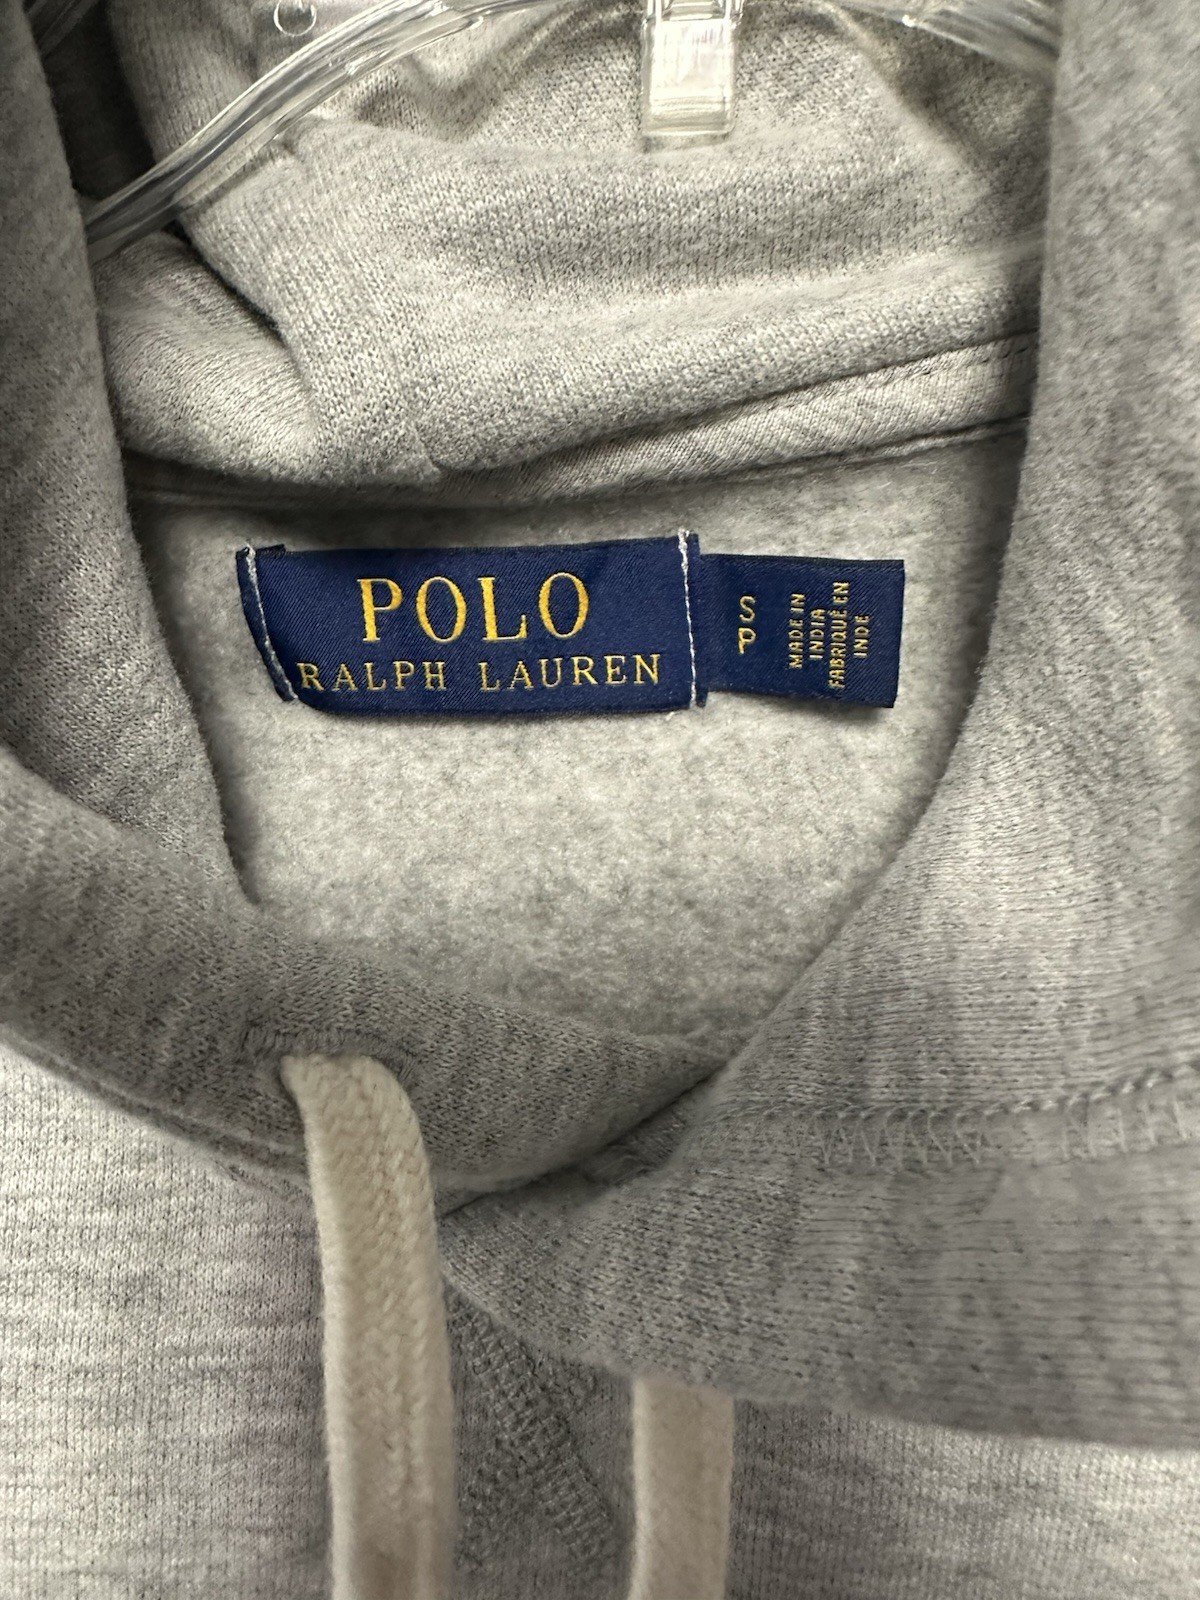 POLO
RALPH LAUREN
S
P
MADE IN
INDIA
FABRIQUÉ EN
INDE